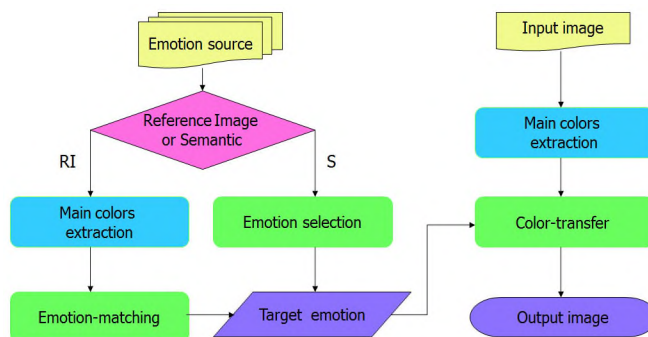 Emotion source
Input image
Reference Image
or Semantic
RI
S
Main colors
extraction
Main colors
extraction
Emotion selection
Color-transfer
Emotion-matching
Target emotion
Output image